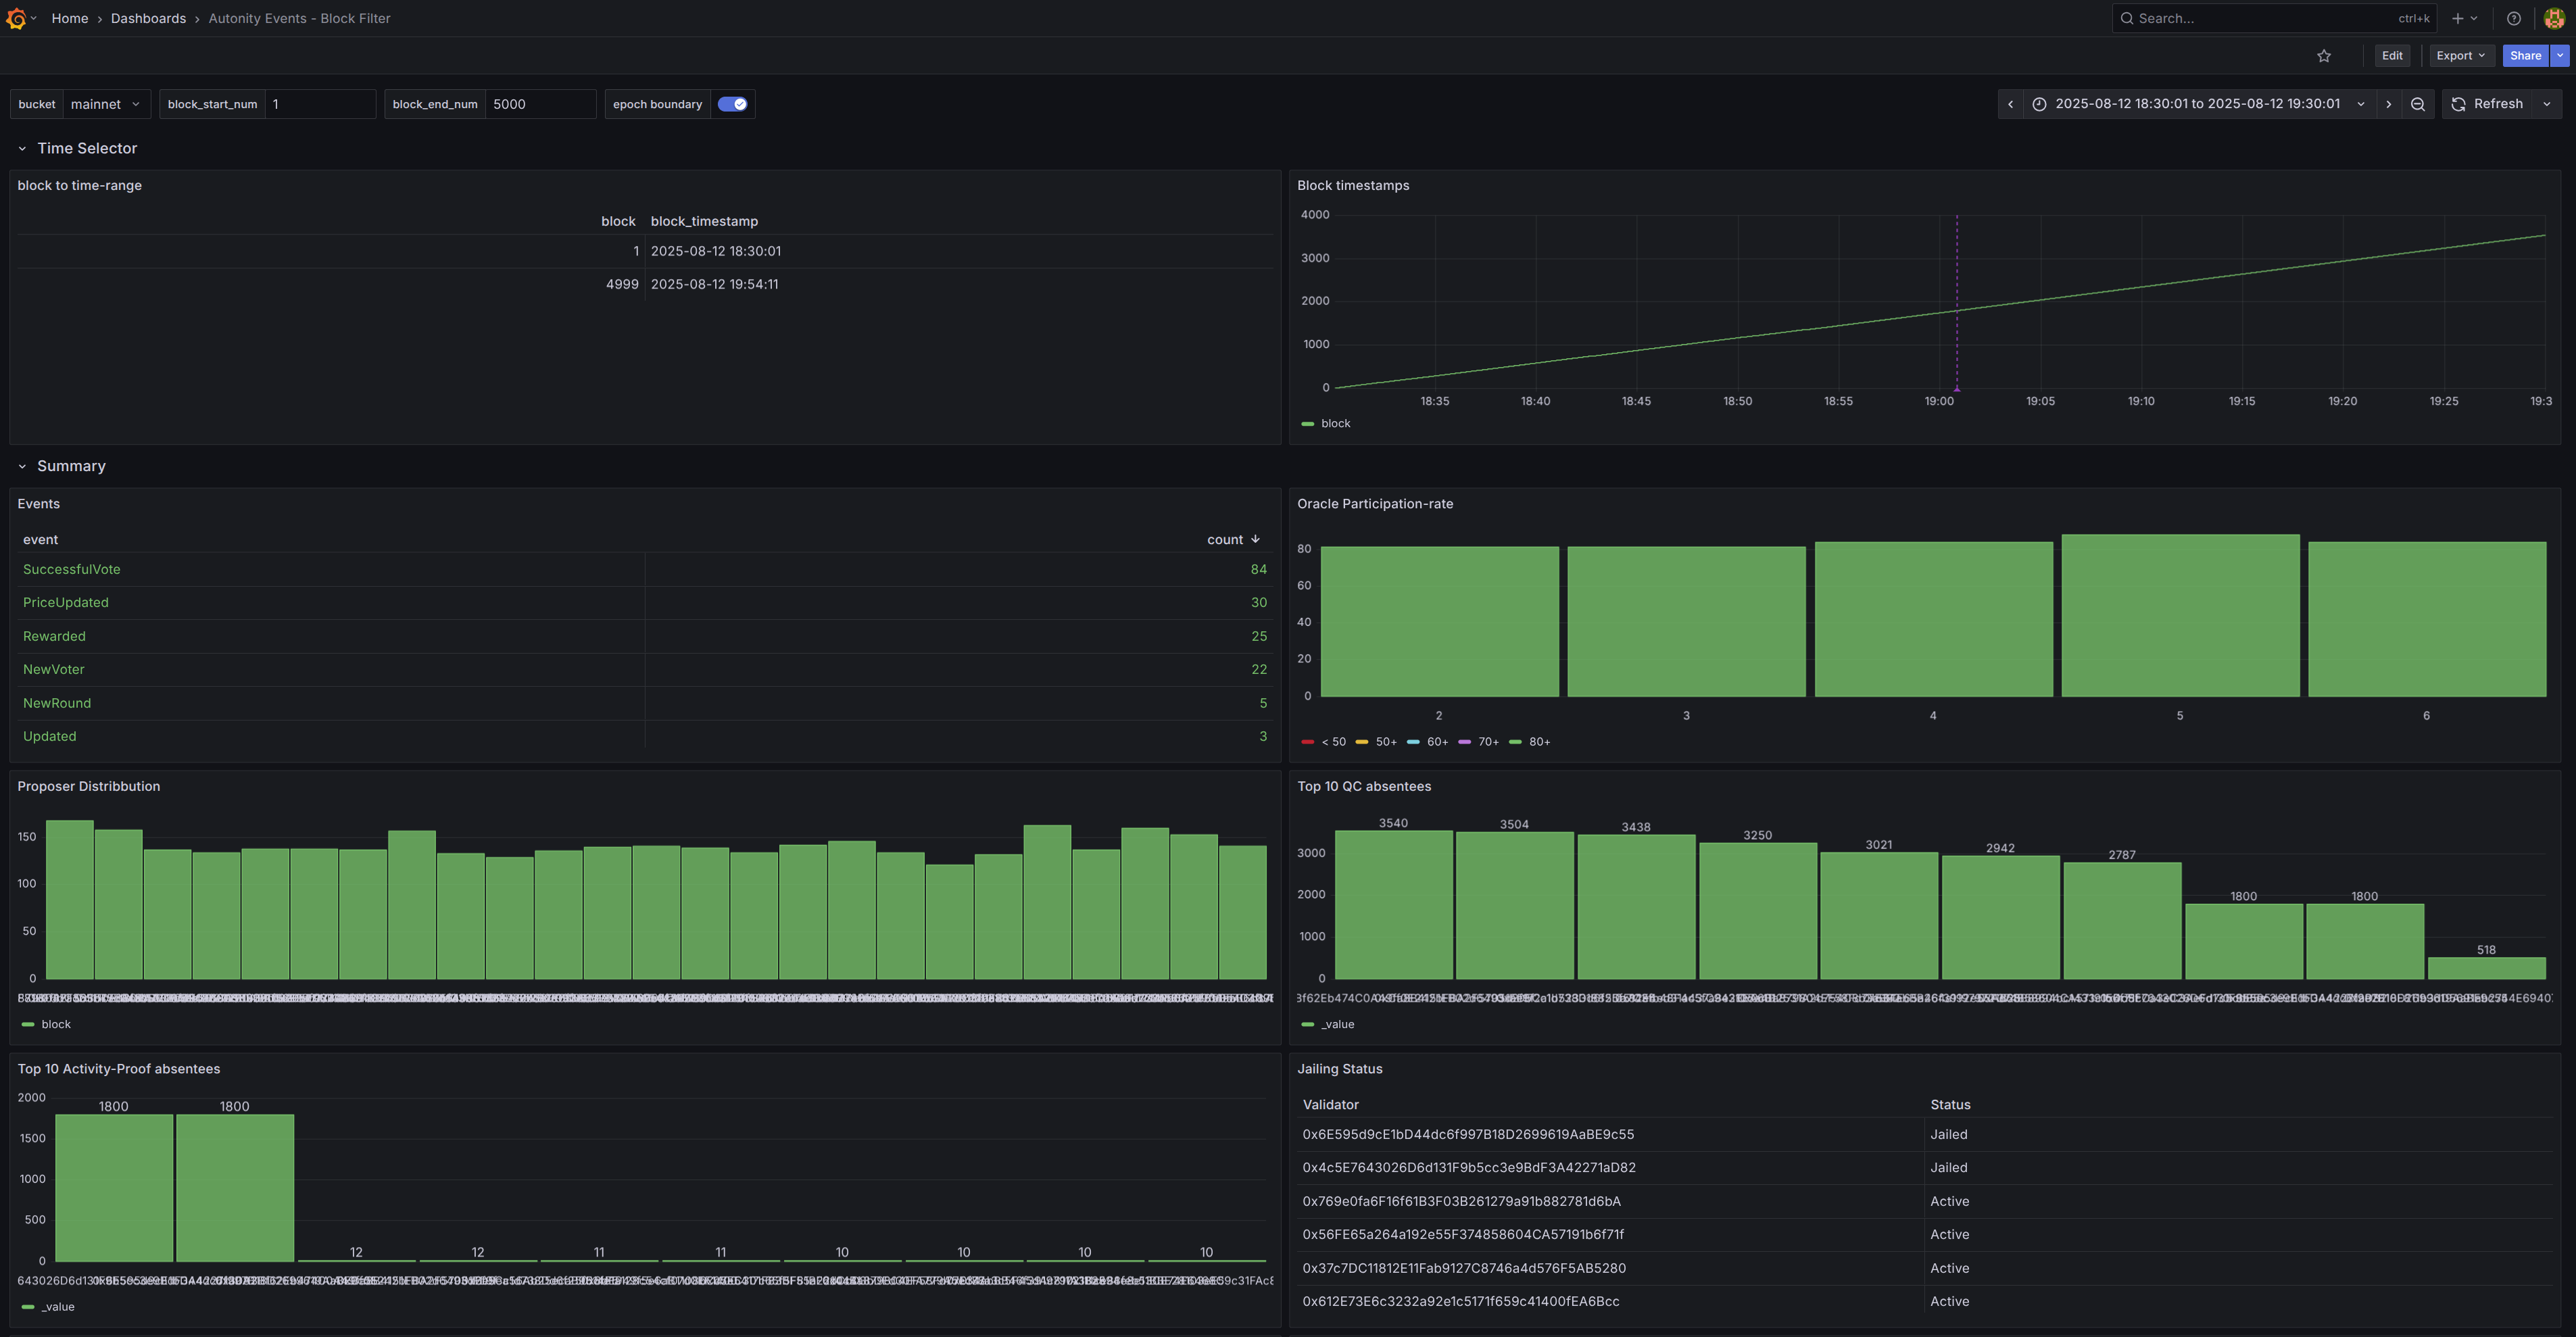 Home › Dashboards › Autonity Events - Block Filter
Search... ctrl+k
Edit Export Share
bucket mainnet block_start_num 1 block_end_num 5000 epoch boundary
2025-08-12 18:30:01 to 2025-08-12 19:30:01 Refresh
Time Selector
block to time-range
block block_timestamp
1 2025-08-12 18:30:01
4999 2025-08-12 19:54:11
Block timestamps
4000
3000
2000
1000
0
18:35 18:40 18:45 18:50 18:55 19:00 19:05 19:10 19:15 19:20 19:25 19:3
block
Summary
Events
event count
SuccessfulVote 84
PriceUpdated 30
Rewarded 25
NewVoter 22
NewRound 5
Updated 3
Oracle Participation-rate
80
60
40
20
0
2 3 4 5 6
< 50 50+ 60+ 70+ 80+
Proposer Distribbution
150
100
50
0
block
Top 10 QC absentees
3540 3504 3438 3250 3021 2942 2787 1800 1800 518
3000
2000
1000
0
_value
Top 10 Activity-Proof absentees
2000
1500
1000
500
0
1800 1800 12 12 11 11 10 10 10 10
_value
Jailing Status
Validator Status
0x6E595d9cE1bD44dc6f997B18D2699619AaBE9c55 Jailed
0x4c5E7643026D6d131F9b5cc3e9BdF3A42271aD82 Jailed
0x769e0fa6F16f61B3F03B261279a91b882781d6bA Active
0x56FE65a264a192e55F374858604CA57191b6f71f Active
0x37c7DC11812E11Fab9127C8746a4d576F5AB5280 Active
0x612E73E6c3232a92e1c5171f659c41400fEA6Bcc Active